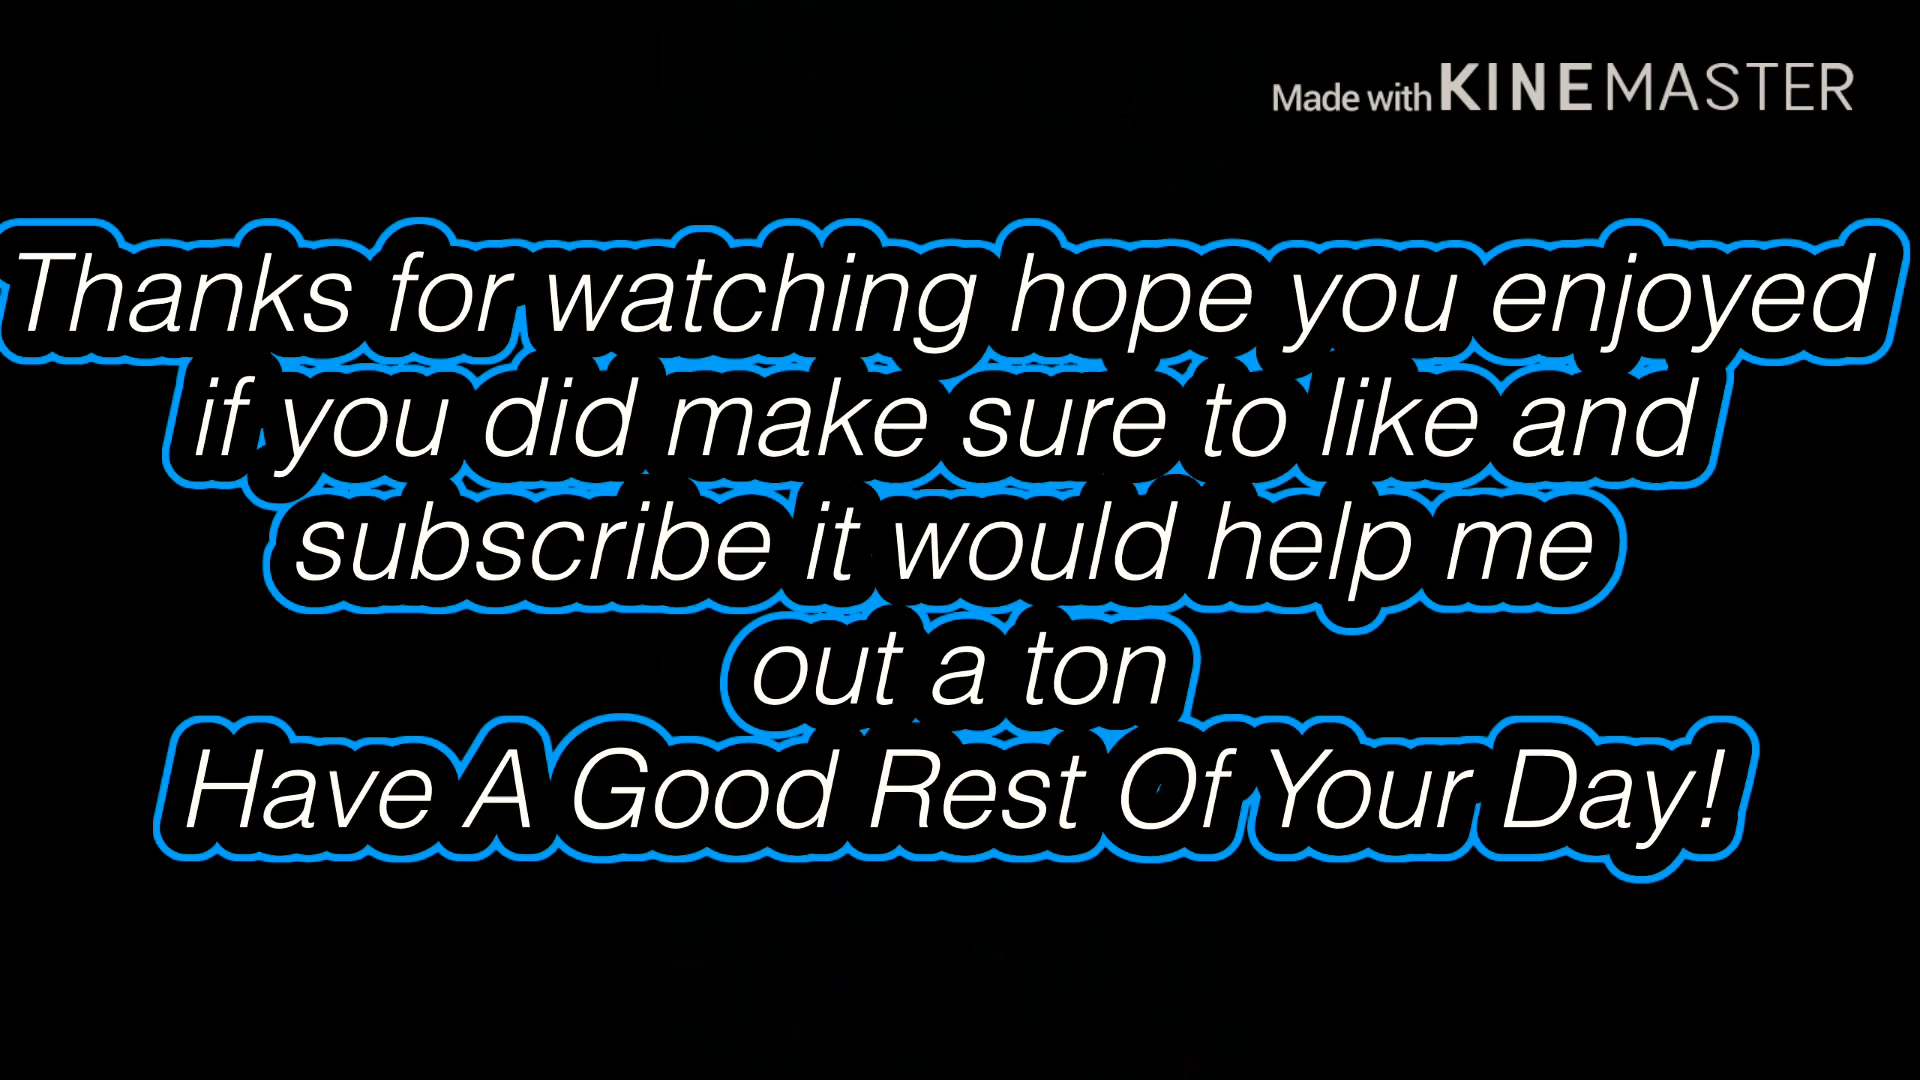 Made with KINEMASTER
Thanks for watching hope you enjoyed
if you did make sure to like and
subscribe it would help me
out a ton
Have A Good Rest Of Your Day!